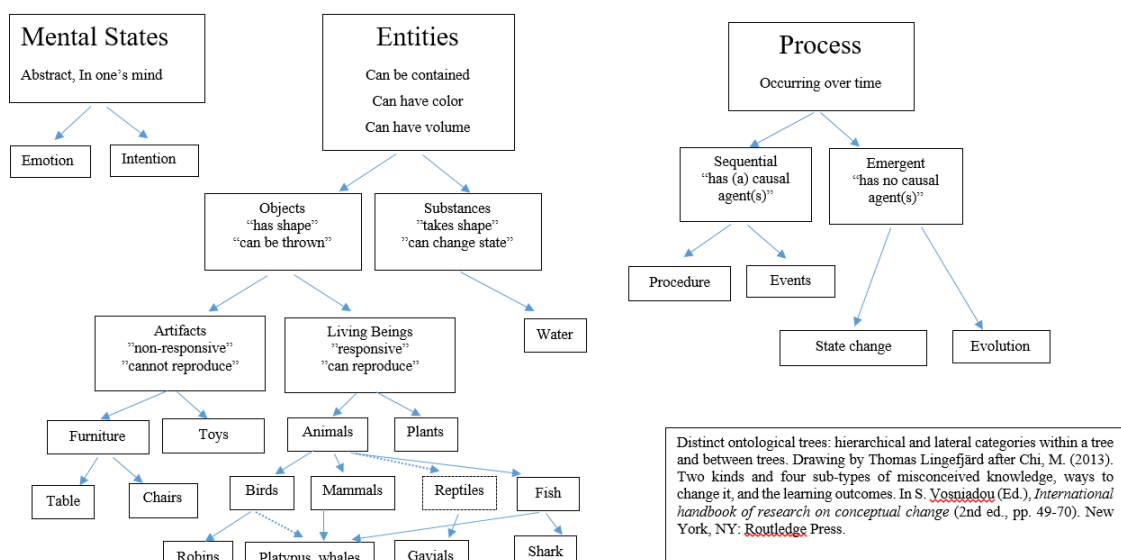 Mental States
Abstract, In one’s mind
Emotion
Intention
Entities
Can be contained
Can have color
Can have volume
Objects
“has shape”
“can be thrown”
Substances
”takes shape”
”can change state”
Artifacts
”non-responsive”
”cannot reproduce”
Living Beings
”responsive”
”can reproduce”
Water
Furniture
Toys
Animals
Plants
Table
Chairs
Birds
Mammals
Reptiles
Fish
Robins
Platypus, whales
Gavials
Shark
Process
Occurring over time
Sequential
“has (a) causal
agent(s)”
Emergent
“has no causal
agent(s)”
Procedure
Events
State change
Evolution
Distinct ontological trees: hierarchical and lateral categories within a tree
and between trees. Drawing by Thomas Lingefjärd after Chi, M. (2013).
Two kinds and four sub-types of misconceived knowledge, ways to
change it, and the learning outcomes. In S. Vosniadou (Ed.), International
handbook of research on conceptual change (2nd ed., pp. 49-70). New
York, NY: Routledge Press.